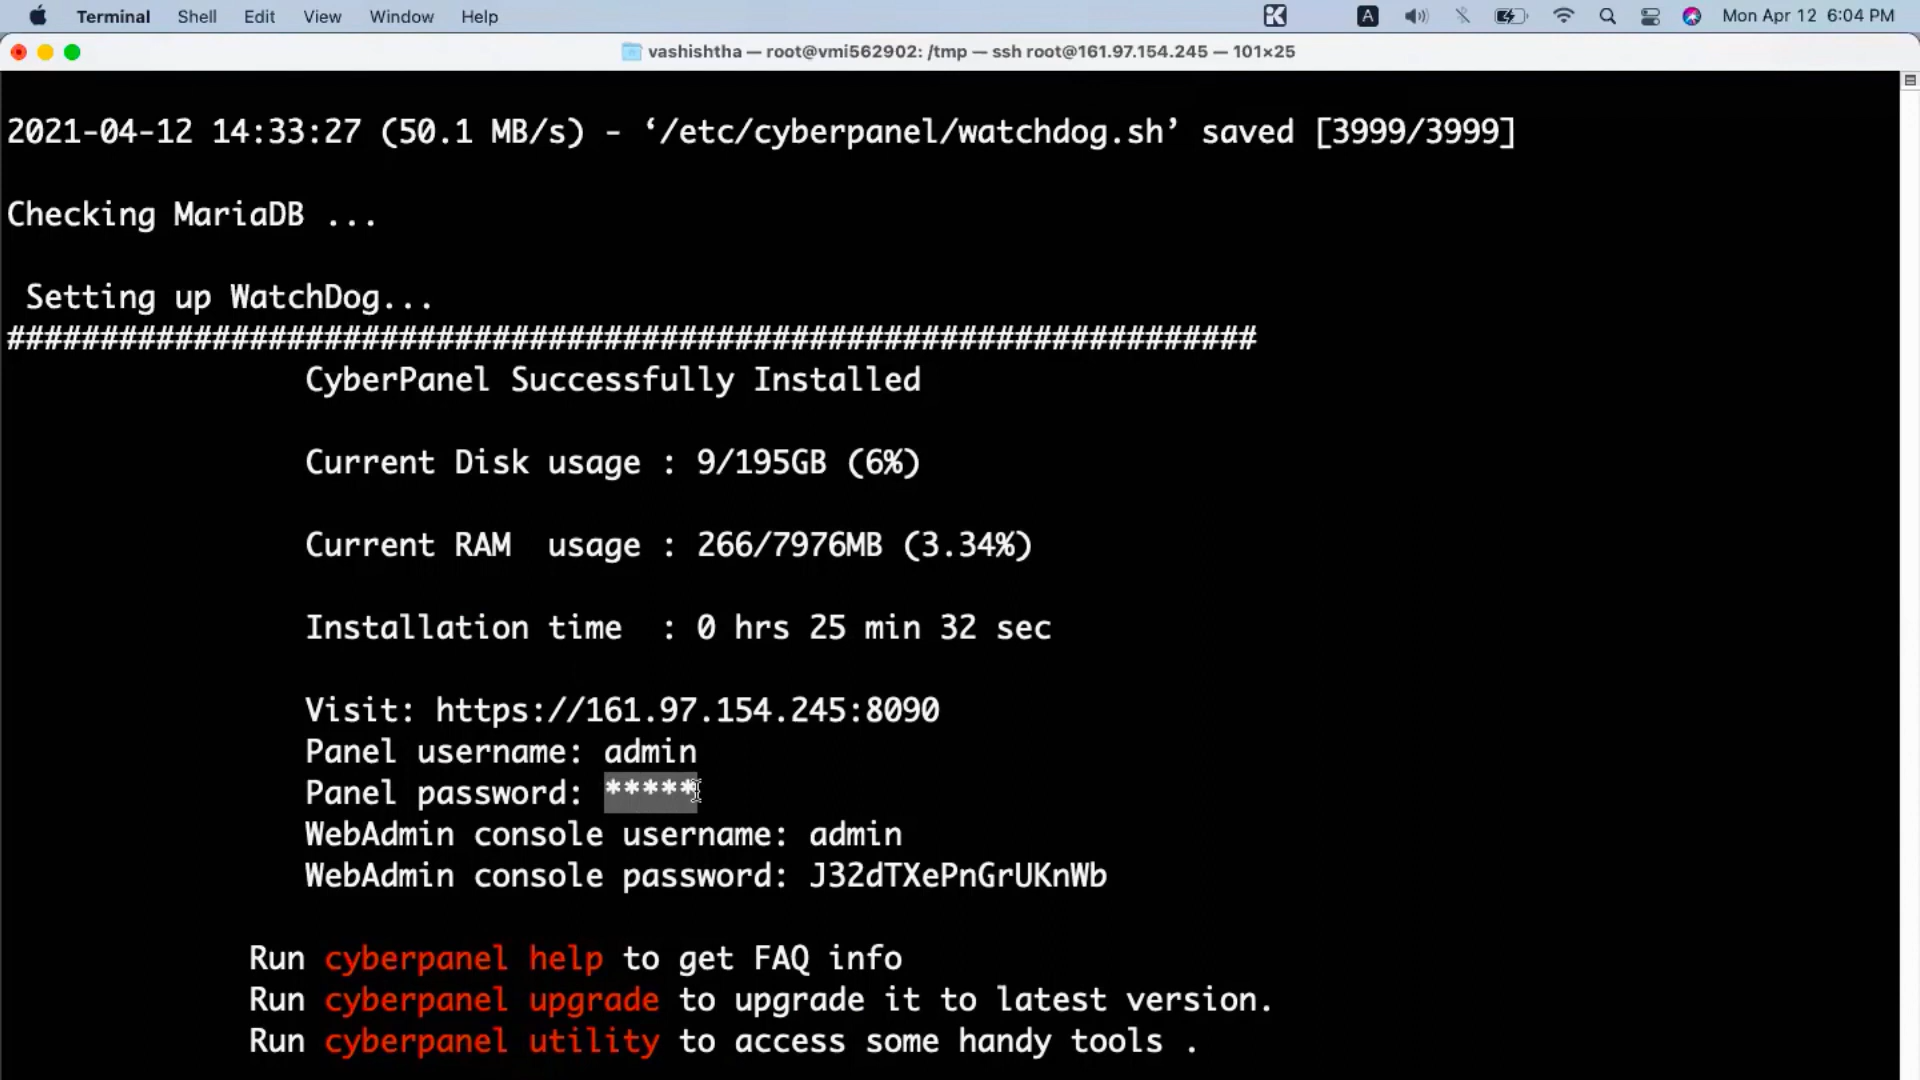 Terminal Shell Edit View Window Help A Mon Apr 12 6:04 PM
vashishtha — root@vmi562902: /tmp — ssh root@161.97.154.245 — 101×25
2021-04-12 14:33:27 (50.1 MB/s) - ‘/etc/cyberpanel/watchdog.sh’ saved [3999/3999]
Checking MariaDB ...
Setting up WatchDog...
###################################################################
CyberPanel Successfully Installed
Current Disk usage : 9/195GB (6%)
Current RAM  usage : 266/7976MB (3.34%)
Installation time  : 0 hrs 25 min 32 sec
Visit: https://161.97.154.245:8090
Panel username: admin
Panel password: *****
WebAdmin console username: admin
WebAdmin console password: J32dTXePnGrUKnWb
Run cyberpanel help to get FAQ info
Run cyberpanel upgrade to upgrade it to latest version.
Run cyberpanel utility to access some handy tools .